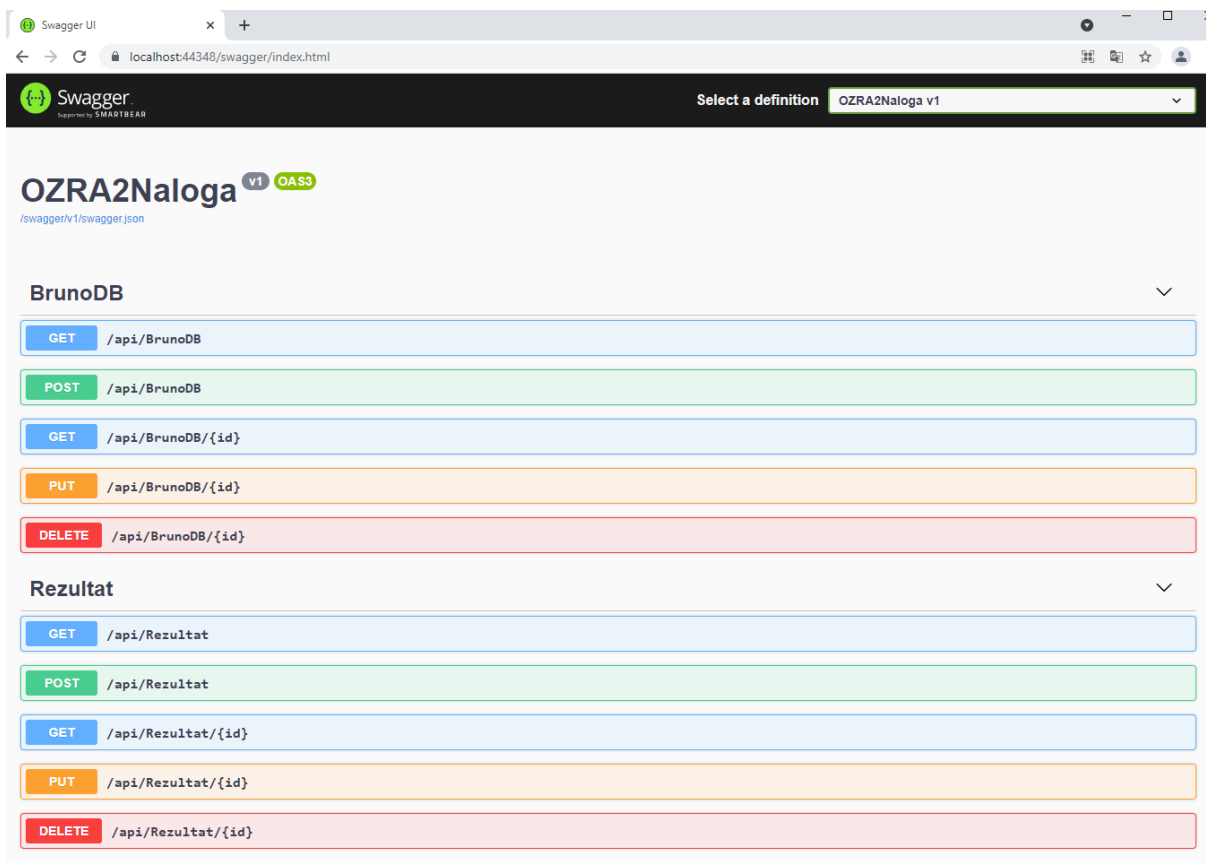 Swagger UI
localhost:44348/swagger/index.html
Swagger.
Supported by SMARTBEAR
Select a definition
OZRA2Naloga v1
OZRA2Naloga v1 OAS3
/swagger/v1/swagger.json
BrunoDB
GET /api/BrunoDB
POST /api/BrunoDB
GET /api/BrunoDB/{id}
PUT /api/BrunoDB/{id}
DELETE /api/BrunoDB/{id}
Rezultat
GET /api/Rezultat
POST /api/Rezultat
GET /api/Rezultat/{id}
PUT /api/Rezultat/{id}
DELETE /api/Rezultat/{id}